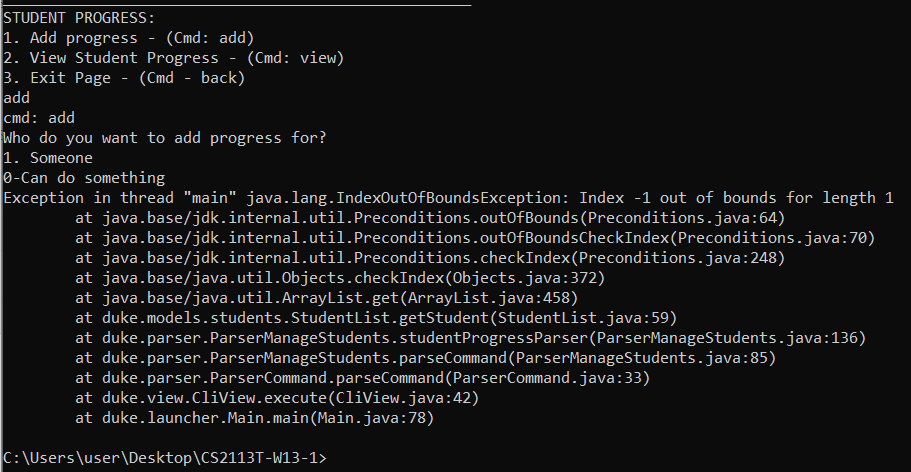 STUDENT PROGRESS:
1. Add progress - (Cmd: add)
2. View Student Progress - (Cmd: view)
3. Exit Page - (Cmd - back)
add
cmd: add
Who do you want to add progress for?
1. Someone
0-Can do something
Exception in thread "main" java.lang.IndexOutOfBoundsException: Index -1 out of bounds for length 1
        at java.base/jdk.internal.util.Preconditions.outOfBounds(Preconditions.java:64)
        at java.base/jdk.internal.util.Preconditions.outOfBoundsCheckIndex(Preconditions.java:70)
        at java.base/jdk.internal.util.Preconditions.checkIndex(Preconditions.java:248)
        at java.base/java.util.Objects.checkIndex(Objects.java:372)
        at java.base/java.util.ArrayList.get(ArrayList.java:458)
        at duke.models.students.StudentList.getStudent(StudentList.java:59)
        at duke.parser.ParserManageStudents.studentProgressParser(ParserManageStudents.java:136)
        at duke.parser.ParserManageStudents.parseCommand(ParserManageStudents.java:85)
        at duke.parser.ParserCommand.parseCommand(ParserCommand.java:33)
        at duke.view.CliView.execute(CliView.java:42)
        at duke.launcher.Main.main(Main.java:78)
C:\Users\user\Desktop\CS2113T-W13-1>